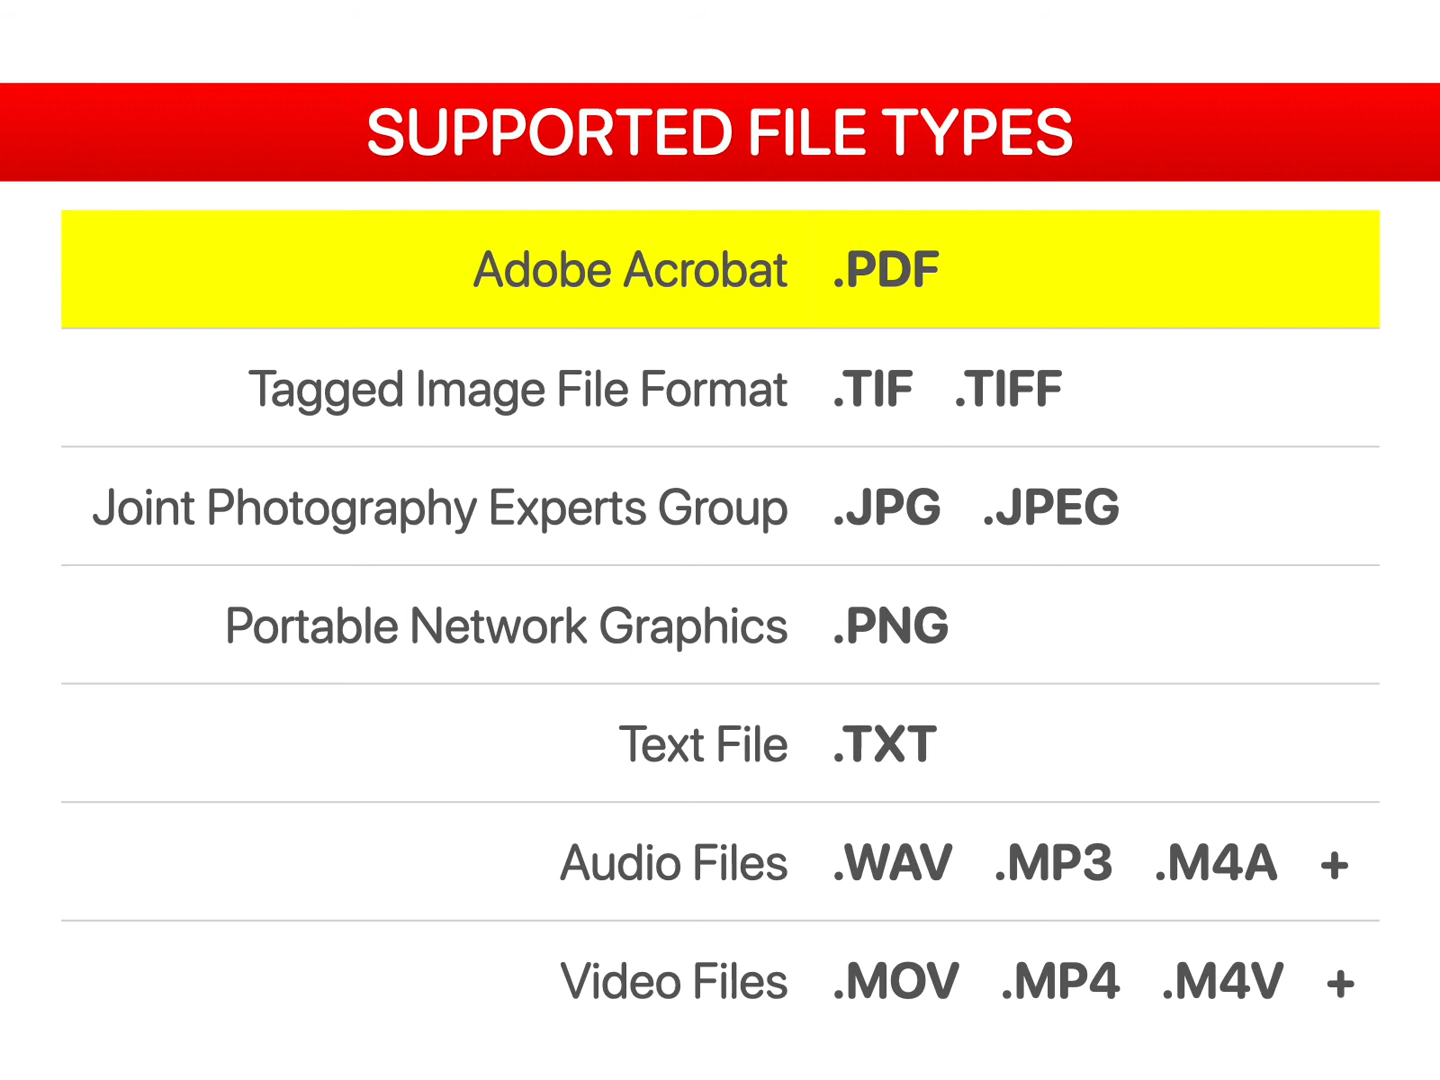 SUPPORTED FILE TYPES
Adobe Acrobat .PDF
Tagged Image File Format .TIF .TIFF
Joint Photography Experts Group .JPG .JPEG
Portable Network Graphics .PNG
Text File .TXT
Audio Files .WAV .MP3 .M4A +
Video Files .MOV .MP4 .M4V +